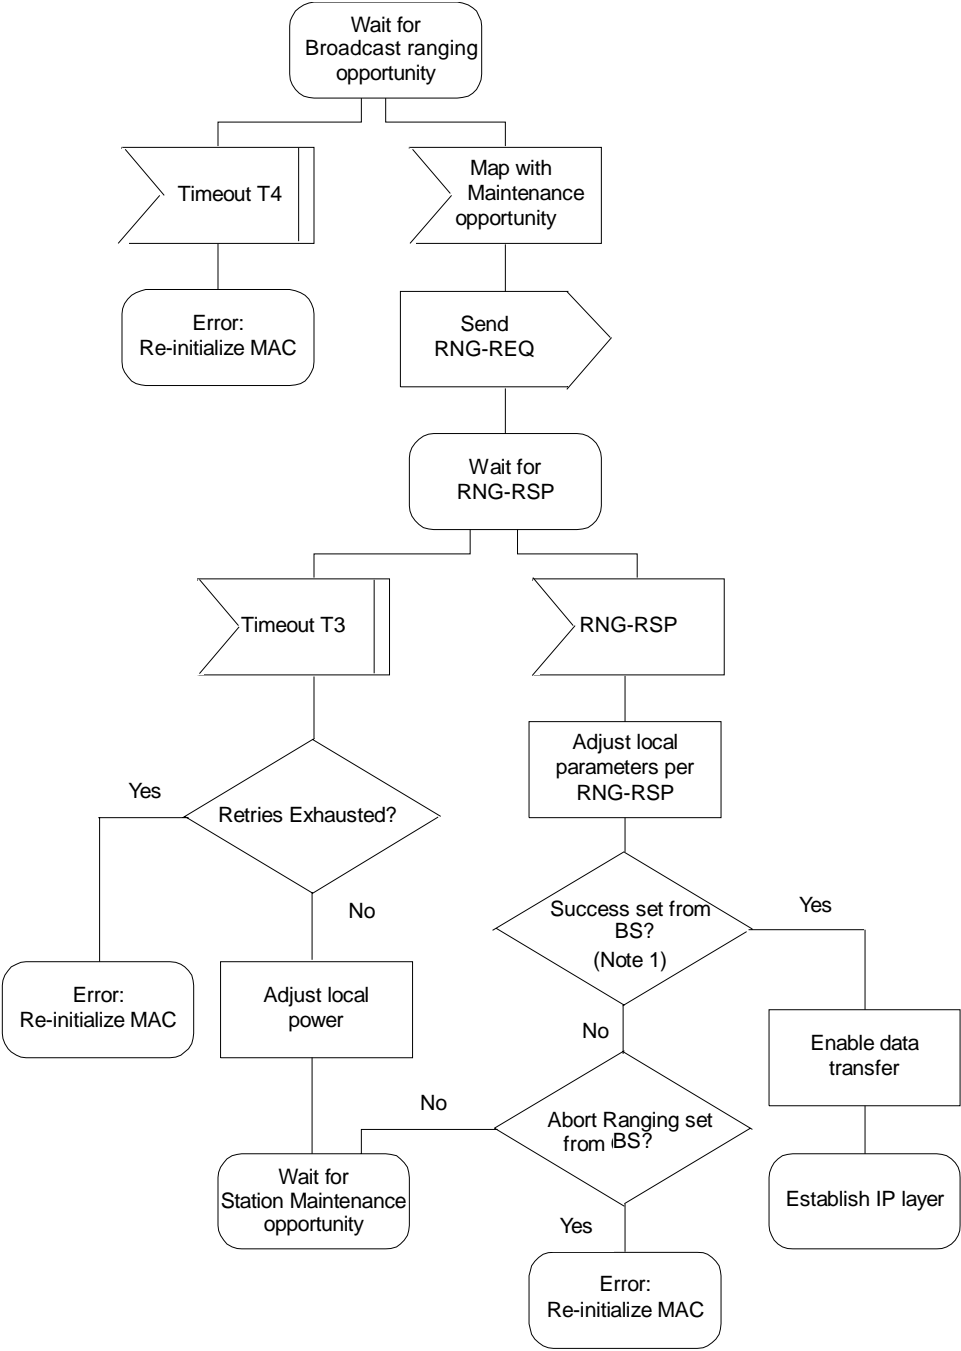 Wait for
Broadcast ranging
opportunity
Timeout T4
Map with
Maintenance
opportunity
Error:
Re-initialize MAC
Send
RNG-REQ
Wait for
RNG-RSP
Timeout T3
RNG-RSP
Adjust local
parameters per
RNG-RSP
Yes
Retries Exhausted?
No
Success set from
BS?
(Note 1)
Yes
Error:
Re-initialize MAC
Adjust local
power
No
Enable data
transfer
No
Abort Ranging set
from BS?
Wait for
Station Maintenance
opportunity
Establish IP layer
Yes
Error:
Re-initialize MAC